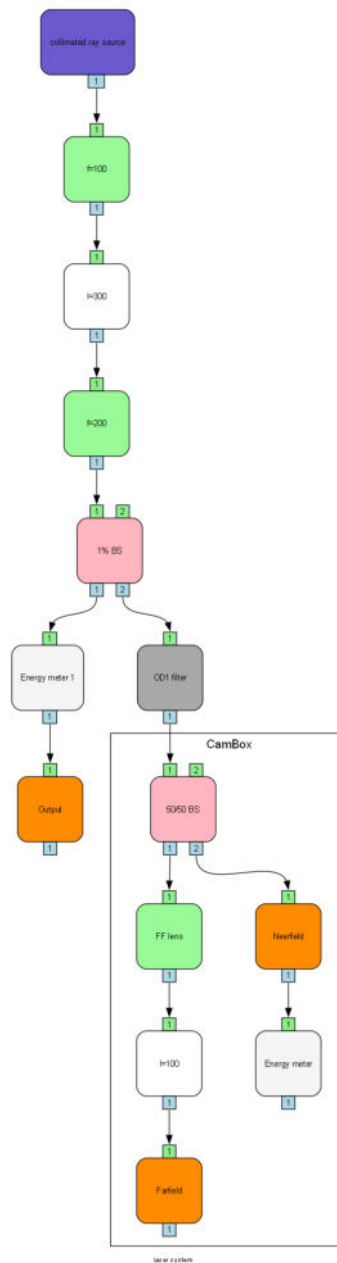 collimated ray source
1
1
f=100
1
1
l=300
1
1
f=200
1
1 2
1% BS
1 2
1 1
Energy meter 1 OD1 filter
1 1
CamBox
1 1 2
Output 50/50 BS
1 1 2
1 1
FF lens Nearfield
1 1
1 1
l=100 Energy meter
1 1
1
Farfield
1
Laser system